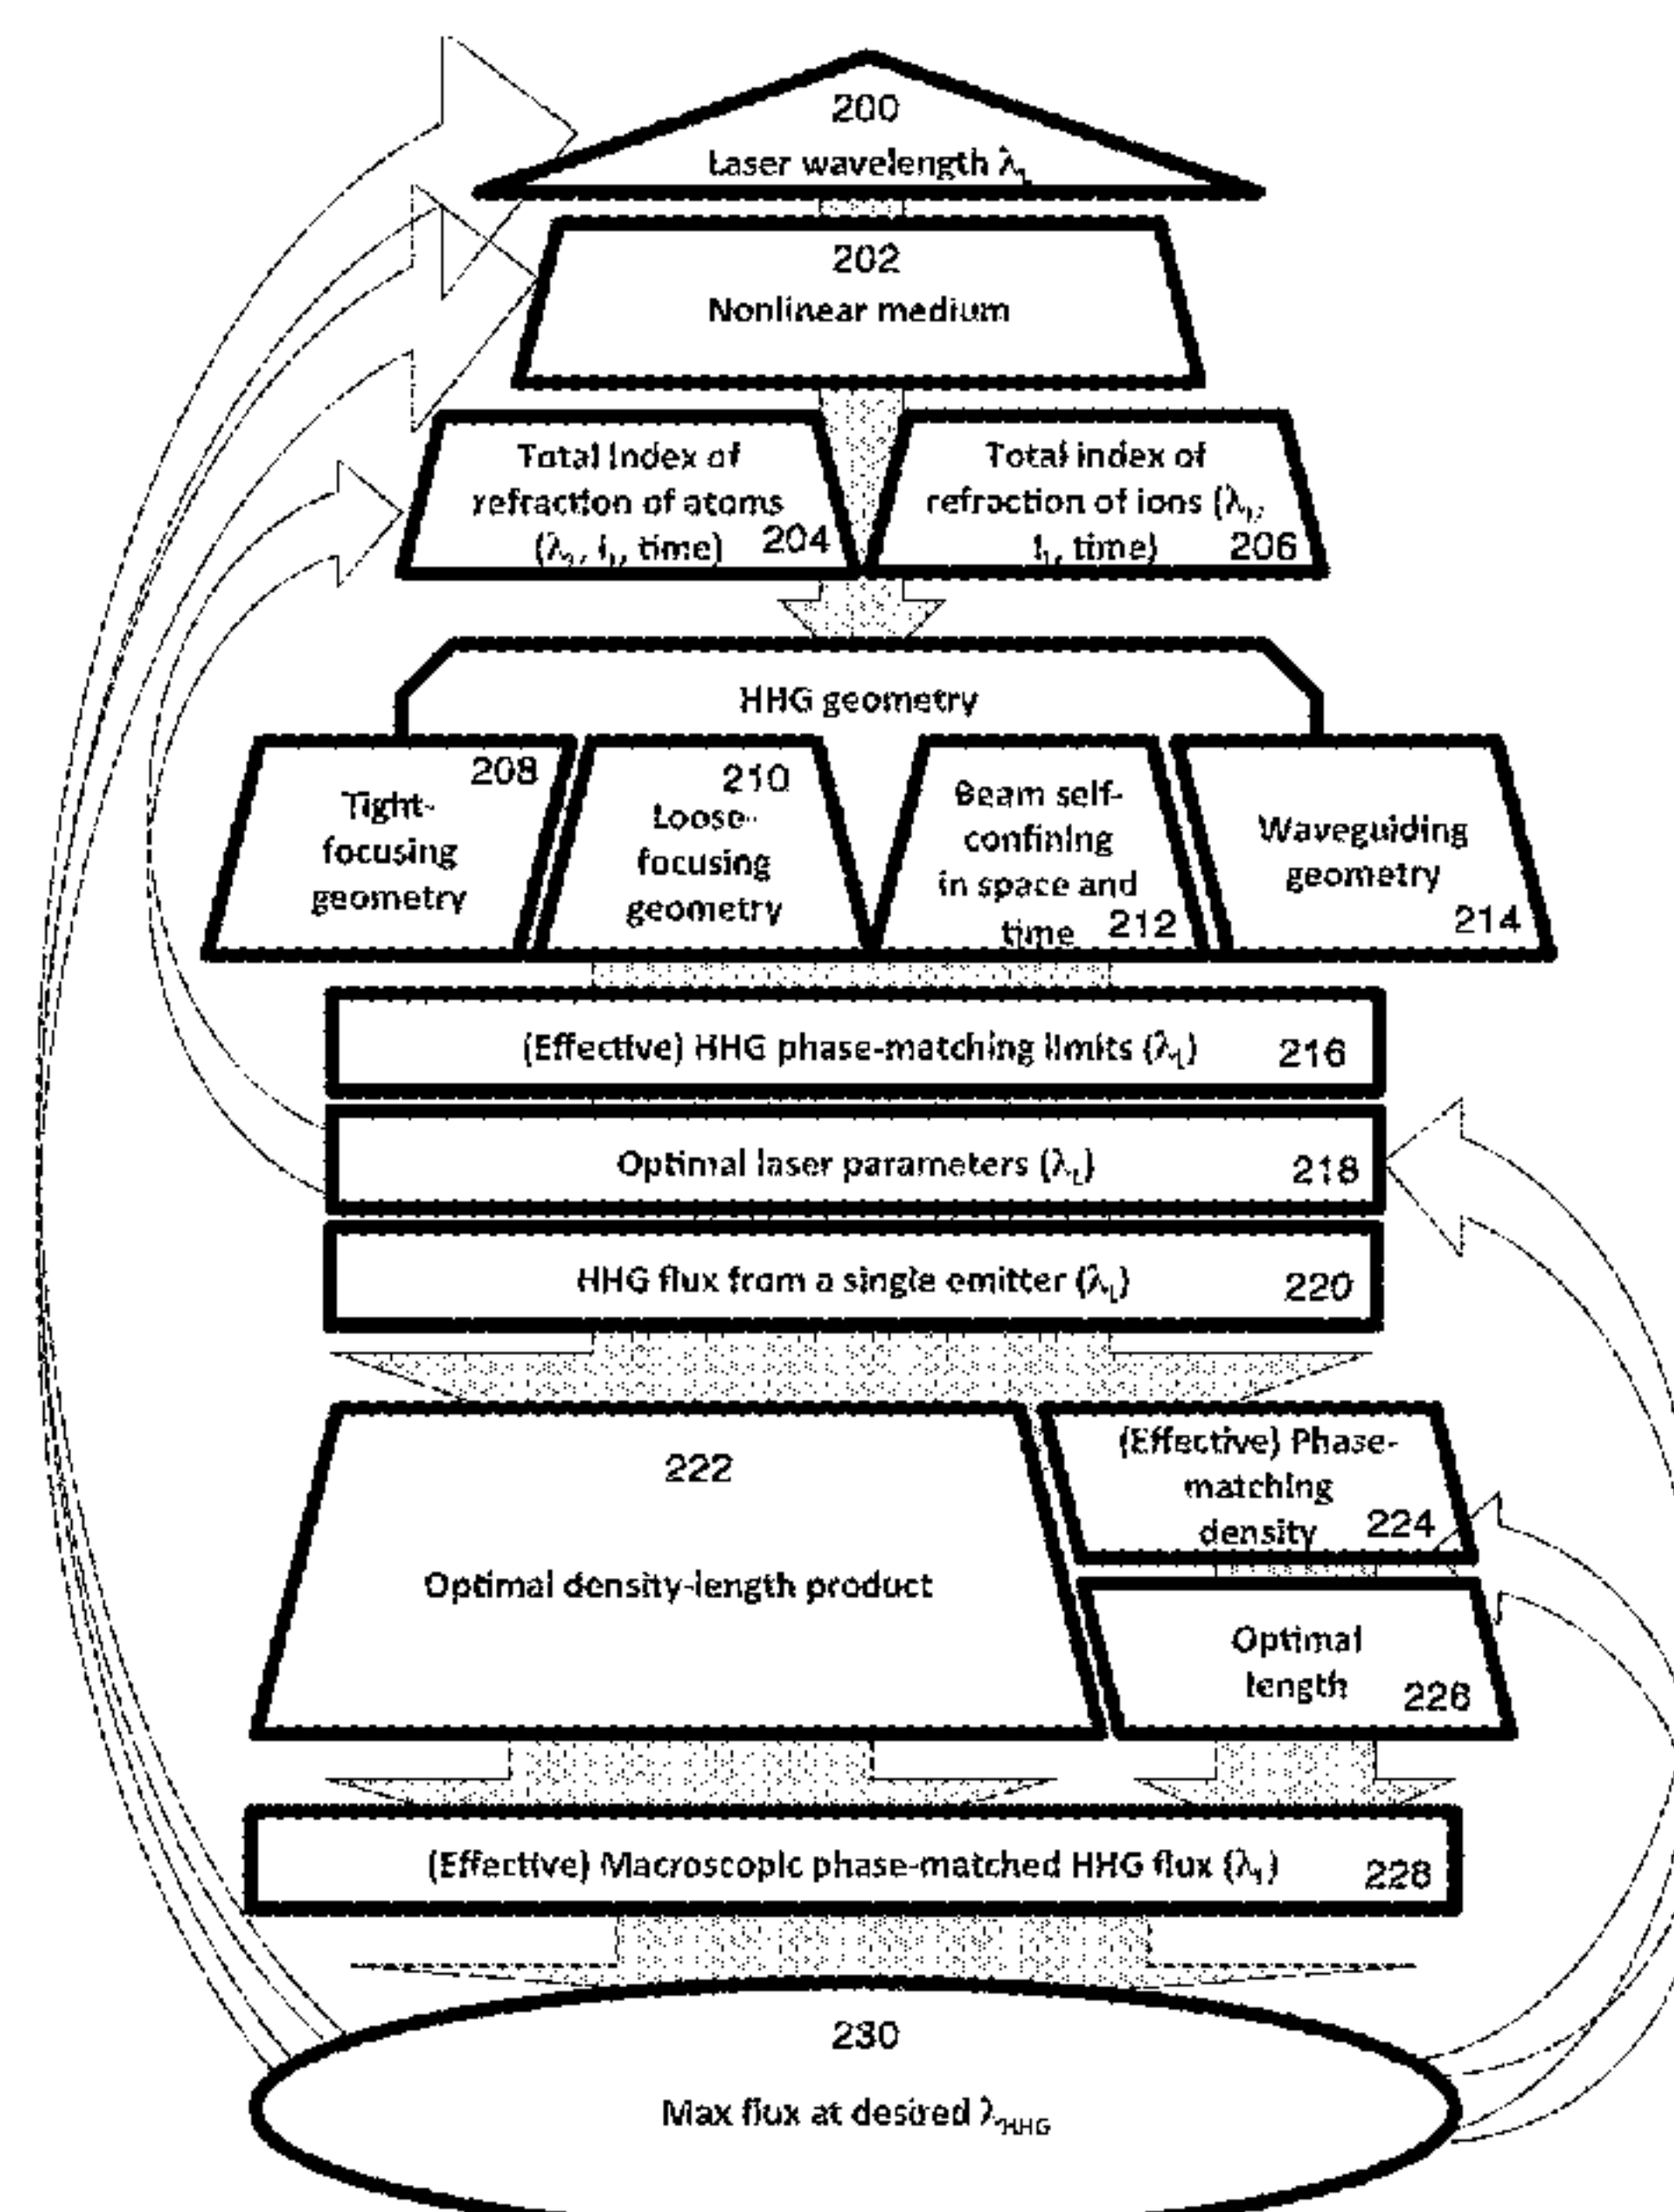 200
Laser wavelength λL
202
Nonlinear medium
Total Index of
refraction of atoms
(λ, I, time) 204
Total index of
refraction of ions (λ,
I, time) 206
HHG geometry
208
Tight-
focusing
geometry
210
Loose-
focusing
geometry
Beam self-
confining
in space and
time 212
Waveguiding
geometry
214
(Effective) HHG phase-matching limits (λL) 216
Optimal laser parameters (λL) 218
HHG flux from a single emitter (λL) 220
222
Optimal density-length product
(Effective) Phase-
matching
density 224
Optimal
length 226
(Effective) Macroscopic phase-matched HHG flux (λL) 228
230
Max flux at desired λHHG